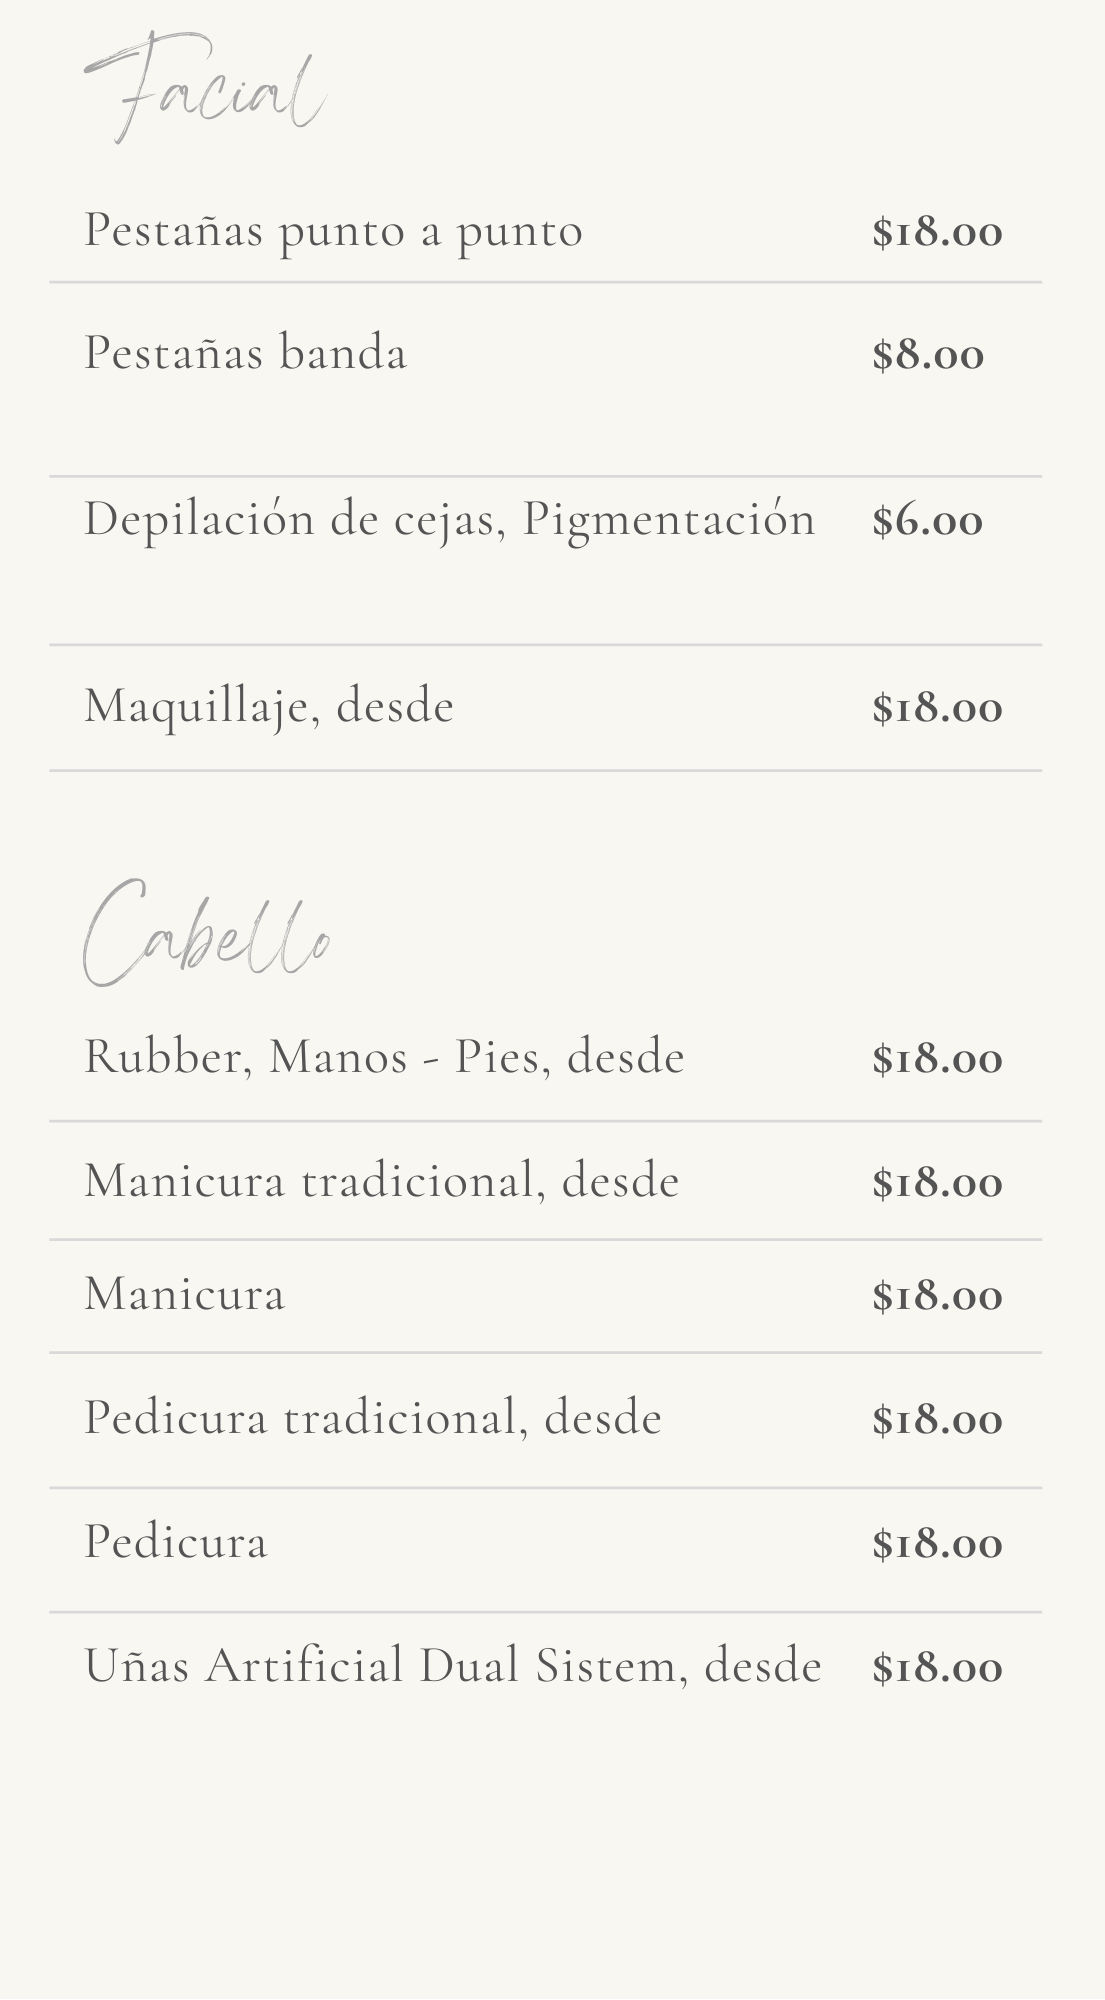 Facial
Pestañas punto a punto $18.00
Pestañas banda $8.00
Depilación de cejas, Pigmentación $6.00
Maquillaje, desde $18.00
Cabello
Rubber, Manos - Pies, desde $18.00
Manicura tradicional, desde $18.00
Manicura $18.00
Pedicura tradicional, desde $18.00
Pedicura $18.00
Uñas Artificial Dual Sistem, desde $18.00